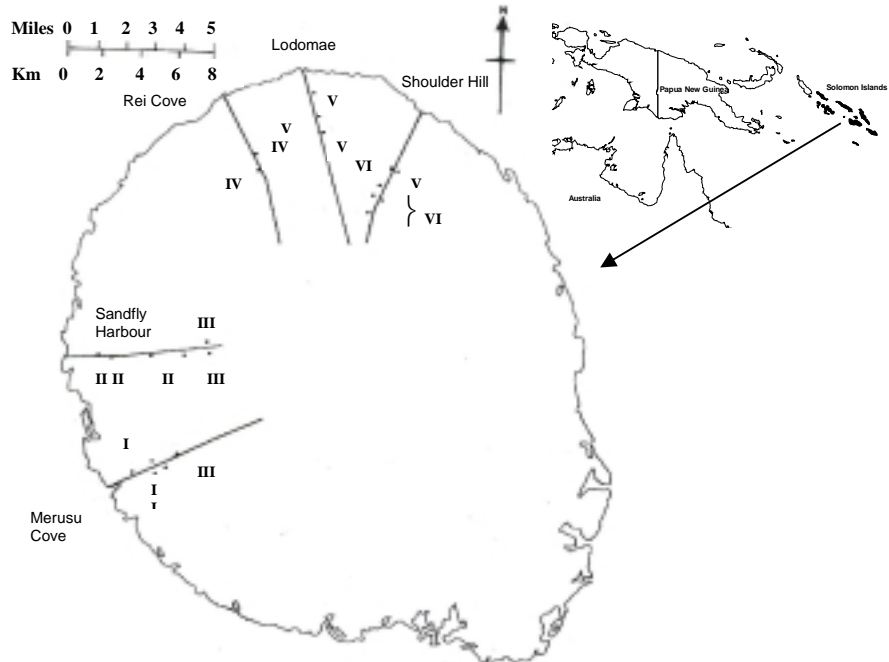 Miles 0 1 2 3 4 5
Km 0 2 4 6 8
N
Lodomae
Rei Cove
Shoulder Hill
Papua New Guinea
Solomon Islands
Australia
V
V
IV
V
VI
IV
V
VI
Sandfly
Harbour
III
II II II III
I
III
I
Merusu
Cove